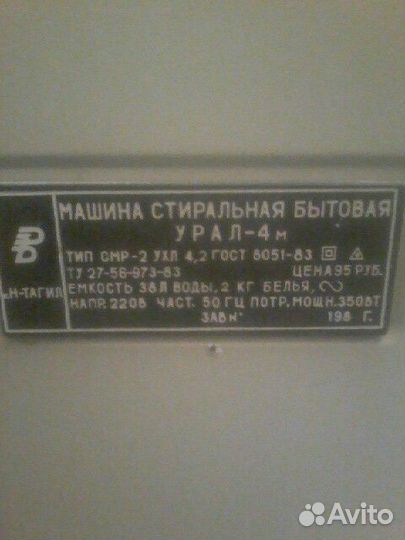 МАШИНА СТИРАЛЬНАЯ БЫТОВАЯ
УРАЛ-4м
ТИП СМР-2 УХЛ 4,2 ГОСТ 8051-83
ТУ 27-56-973-83 ЦЕНА 95 РУБ.
г.Н-ТАГИЛ
ЕМКОСТЬ 38Л ВОДЫ, 2 КГ БЕЛЬЯ,
НАПР. 220В ЧАСТ. 50 ГЦ ПОТР. МОЩН. 350ВТ
ЗАВ № 198 Г.
Avito